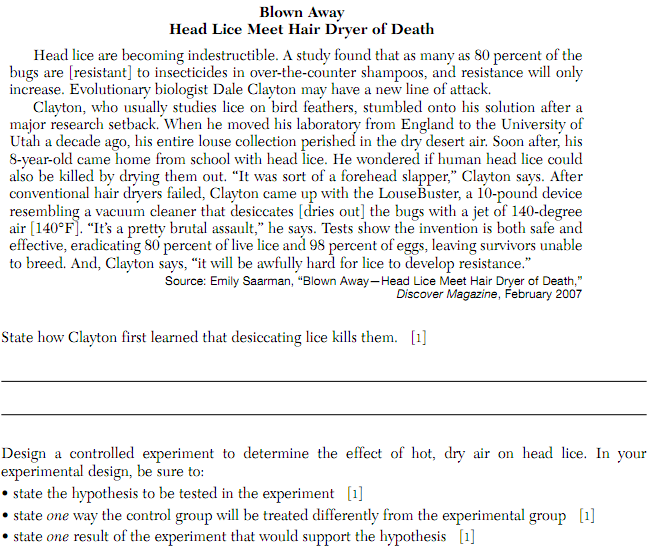 Blown Away
Head Lice Meet Hair Dryer of Death
Head lice are becoming indestructible. A study found that as many as 80 percent of the
bugs are [resistant] to insecticides in over-the-counter shampoos, and resistance will only
increase. Evolutionary biologist Dale Clayton may have a new line of attack.
Clayton, who usually studies lice on bird feathers, stumbled onto his solution after a
major research setback. When he moved his laboratory from England to the University of
Utah a decade ago, his entire louse collection perished in the dry desert air. Soon after, his
8-year-old came home from school with head lice. He wondered if human head lice could
also be killed by drying them out. “It was sort of a forehead slapper,” Clayton says. After
conventional hair dryers failed, Clayton came up with the LouseBuster, a 10-pound device
resembling a vacuum cleaner that desiccates [dries out] the bugs with a jet of 140-degree
air [140°F]. “It’s a pretty brutal assault,” he says. Tests show the invention is both safe and
effective, eradicating 80 percent of live lice and 98 percent of eggs, leaving survivors unable
to breed. And, Clayton says, “it will be awfully hard for lice to develop resistance.”
Source: Emily Saarman, “Blown Away—Head Lice Meet Hair Dryer of Death,”
Discover Magazine, February 2007
State how Clayton first learned that desiccating lice kills them. [1]
Design a controlled experiment to determine the effect of hot, dry air on head lice. In your
experimental design, be sure to:
• state the hypothesis to be tested in the experiment [1]
• state one way the control group will be treated differently from the experimental group [1]
• state one result of the experiment that would support the hypothesis [1]